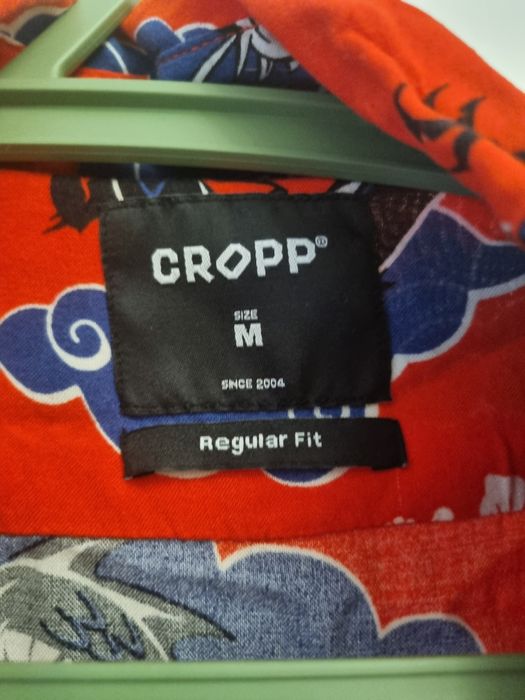 CROPP®
SIZE
M
SINCE 2004
Regular Fit